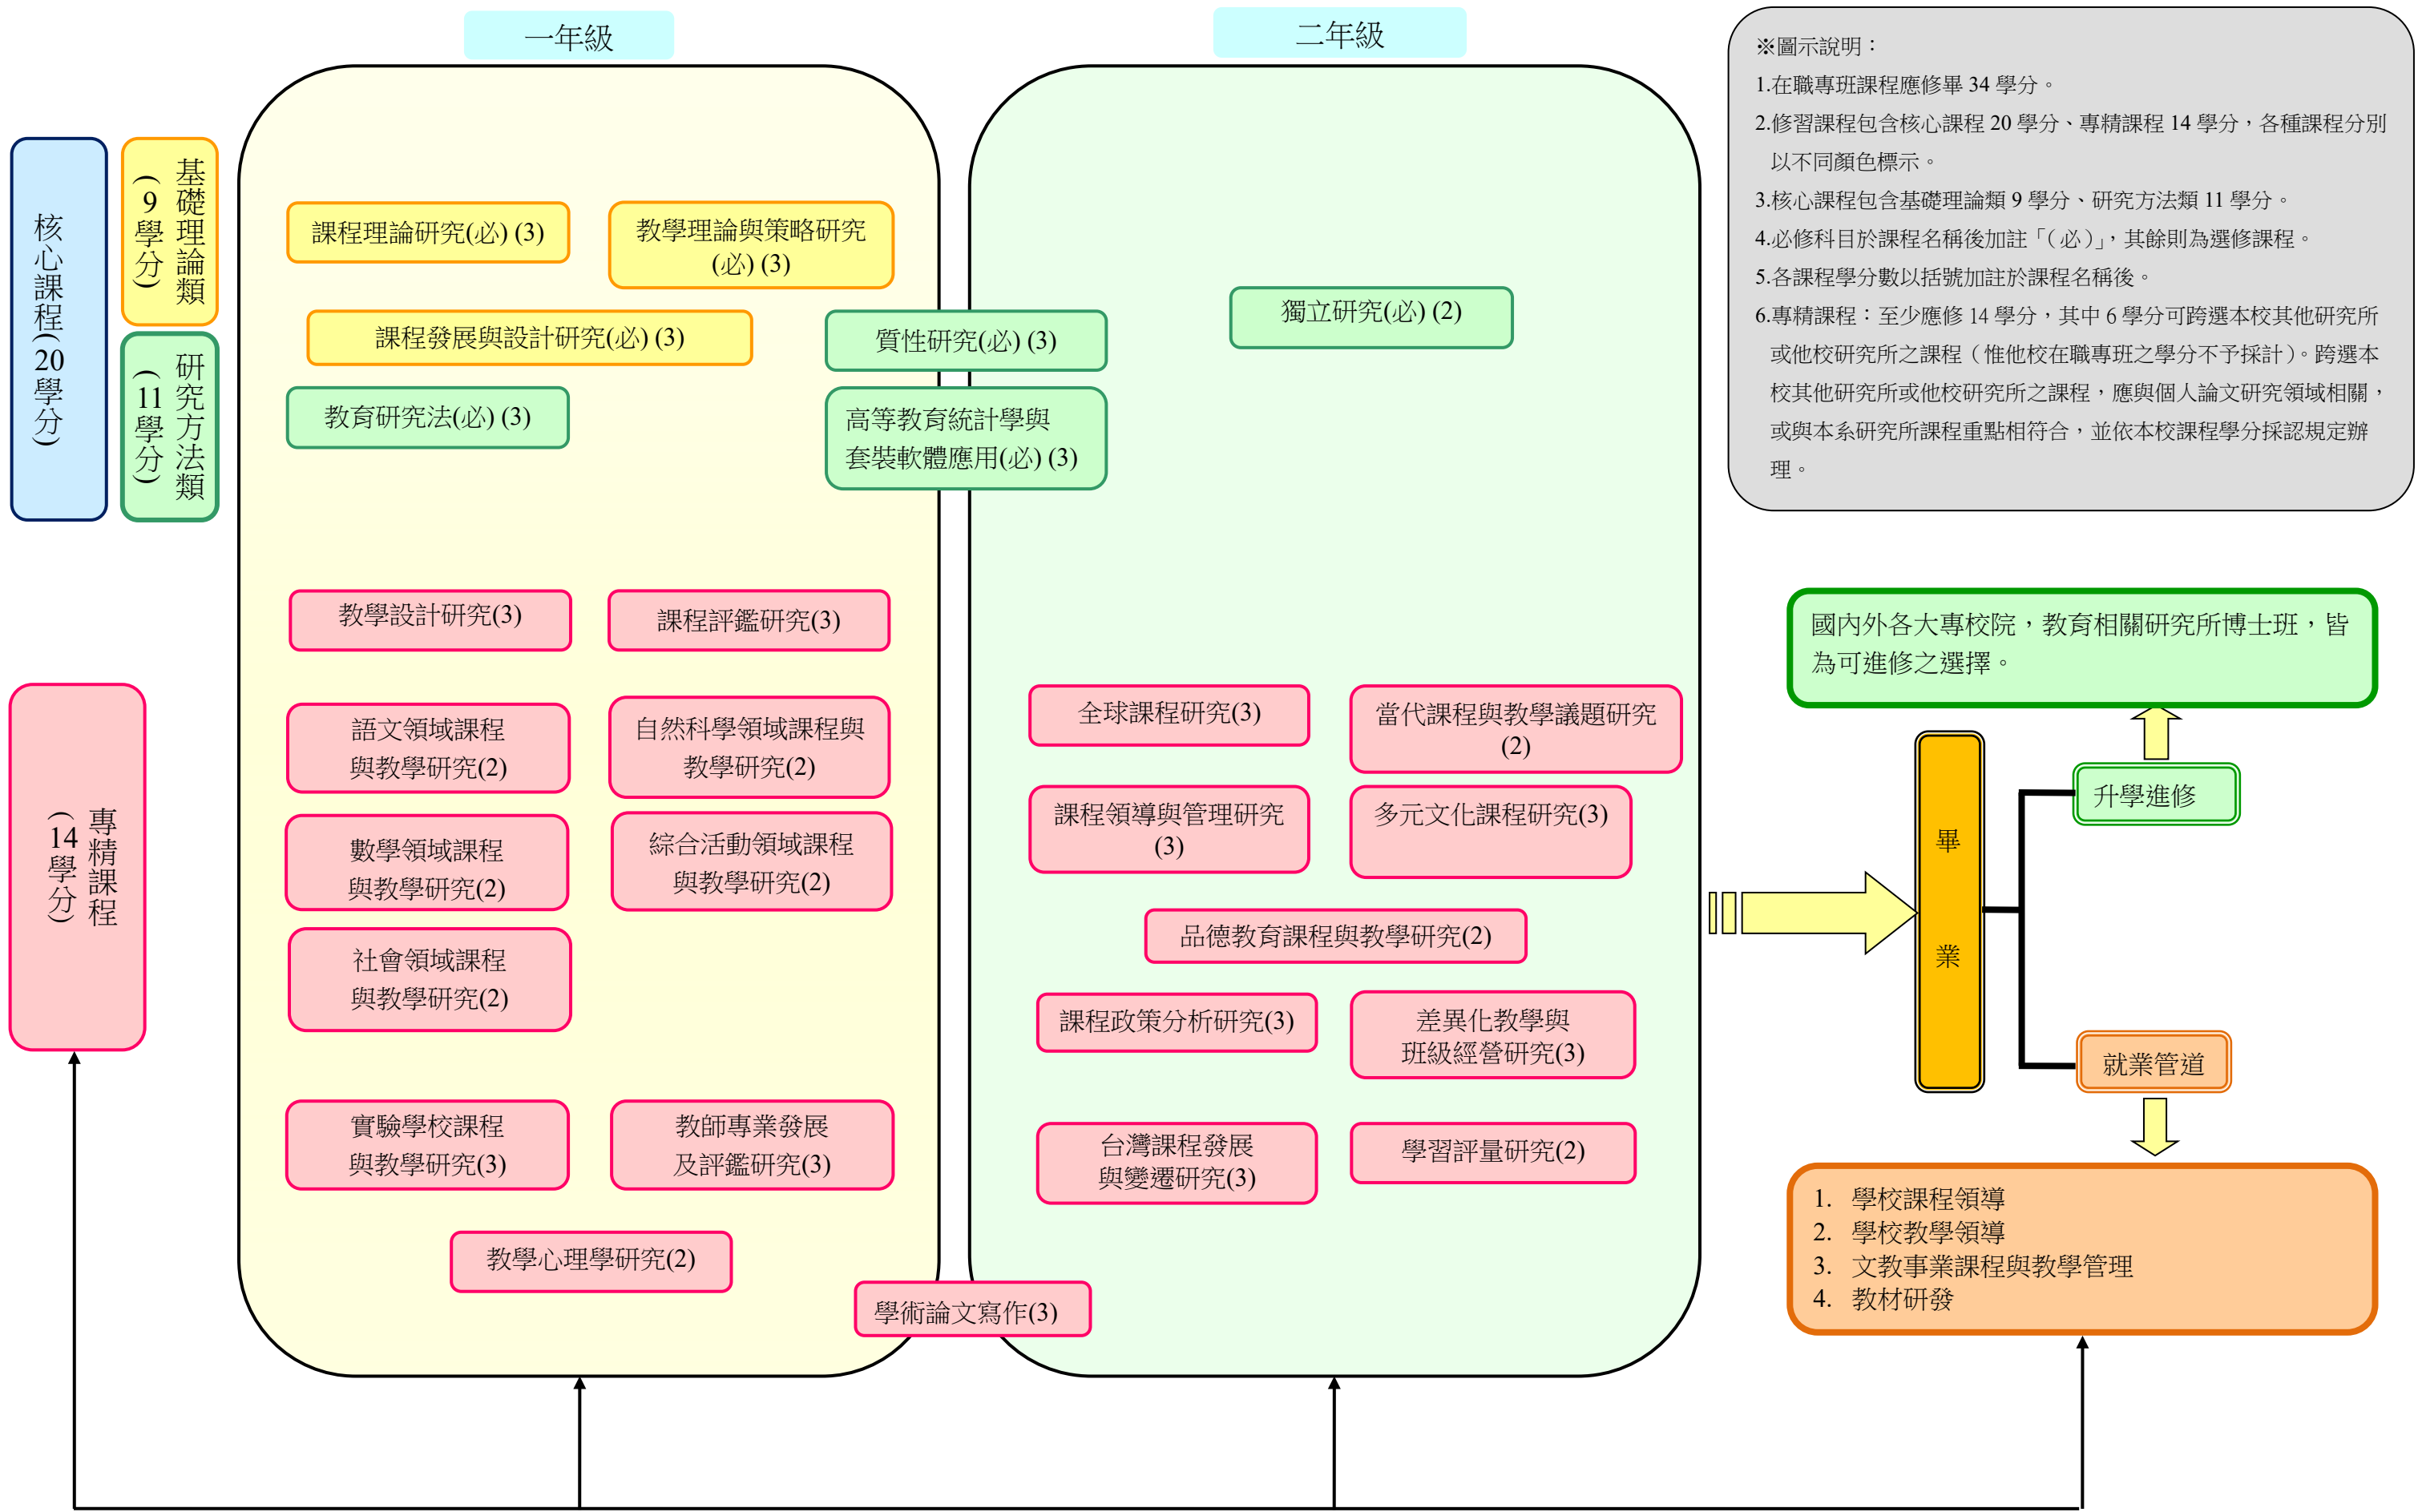 一年級
二年級
※圖示說明：
1.在職專班課程應修畢 34 學分。
2.修習課程包含核心課程 20 學分、專精課程 14 學分，各種課程分別
以不同顏色標示。
3.核心課程包含基礎理論類 9 學分、研究方法類 11 學分。
4.必修科目於課程名稱後加註「（必）」，其餘則為選修課程。
5.各課程學分數以括號加註於課程名稱後。
6.專精課程：至少應修 14 學分，其中 6 學分可跨選本校其他研究所
或他校研究所之課程（惟他校在職專班之學分不予採計）。跨選本
校其他研究所或他校研究所之課程，應與個人論文研究領域相關，
或與本系研究所課程重點相符合，並依本校課程學分採認規定辦
理。
核心課程(20學分)
基礎理論類
(9學分)
研究方法類
(11學分)
課程理論研究(必) (3)
教學理論與策略研究
(必) (3)
課程發展與設計研究(必) (3)
質性研究(必) (3)
獨立研究(必) (2)
教育研究法(必) (3)
高等教育統計學與
套裝軟體應用(必) (3)
專精課程
(14學分)
教學設計研究(3)
課程評鑑研究(3)
語文領域課程
與教學研究(2)
自然科學領域課程與
教學研究(2)
數學領域課程
與教學研究(2)
綜合活動領域課程
與教學研究(2)
社會領域課程
與教學研究(2)
實驗學校課程
與教學研究(3)
教師專業發展
及評鑑研究(3)
教學心理學研究(2)
學術論文寫作(3)
全球課程研究(3)
當代課程與教學議題研究
(2)
課程領導與管理研究
(3)
多元文化課程研究(3)
品德教育課程與教學研究(2)
課程政策分析研究(3)
差異化教學與
班級經營研究(3)
台灣課程發展
與變遷研究(3)
學習評量研究(2)
畢
業
國內外各大專校院，教育相關研究所博士班，皆
為可進修之選擇。
升學進修
就業管道
1. 學校課程領導
2. 學校教學領導
3. 文教事業課程與教學管理
4. 教材研發